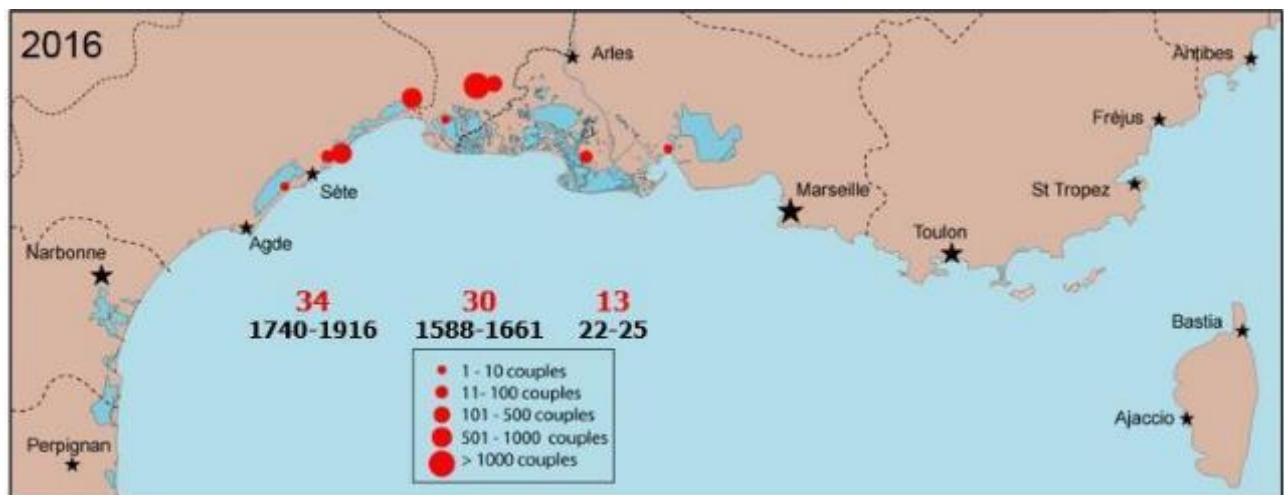 2016
Arles
Antibes
Fréjus
Sète
St Tropez
Marseille
Agde
Toulon
Narbonne
34 30 13
1740-1916 1588-1661 22-25
Bastia
1 - 10 couples
11- 100 couples
101 - 500 couples
501 - 1000 couples
> 1000 couples
Ajaccio
Perpignan